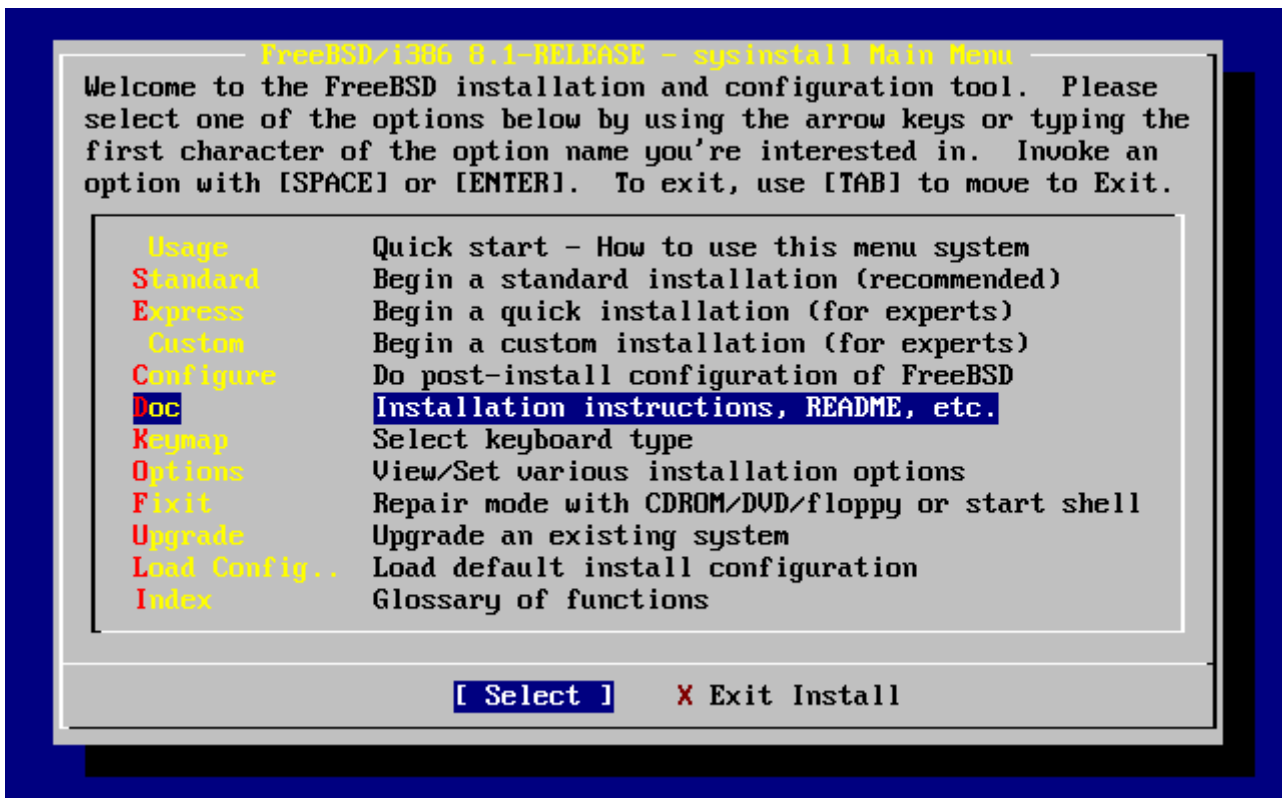 FreeBSD/i386 8.1-RELEASE - sysinstall Main Menu
Welcome to the FreeBSD installation and configuration tool.  Please
select one of the options below by using the arrow keys or typing the
first character of the option name you're interested in.  Invoke an
option with [SPACE] or [ENTER].  To exit, use [TAB] to move to Exit.
Usage Quick start - How to use this menu system
Standard Begin a standard installation (recommended)
Express Begin a quick installation (for experts)
Custom Begin a custom installation (for experts)
Configure Do post-install configuration of FreeBSD
Doc Installation instructions, README, etc.
Keymap Select keyboard type
Options View/Set various installation options
Fixit Repair mode with CDROM/DVD/floppy or start shell
Upgrade Upgrade an existing system
Load Config.. Load default install configuration
Index Glossary of functions
[ Select ] X Exit Install